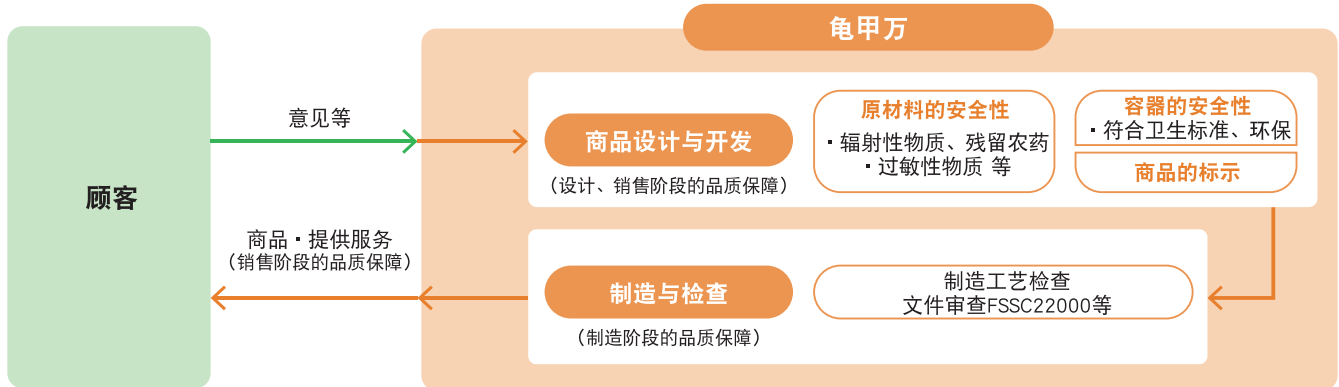 龟甲万
顾客
意见等
商品设计与开发
（设计、销售阶段的品质保障）
原材料的安全性
・辐射性物质、残留农药
・过敏性物质 等
容器的安全性
・符合卫生标准、环保
商品的标示
商品・提供服务
（销售阶段的品质保障）
制造与检查
（制造阶段的品质保障）
制造工艺检查
文件审查FSSC22000等